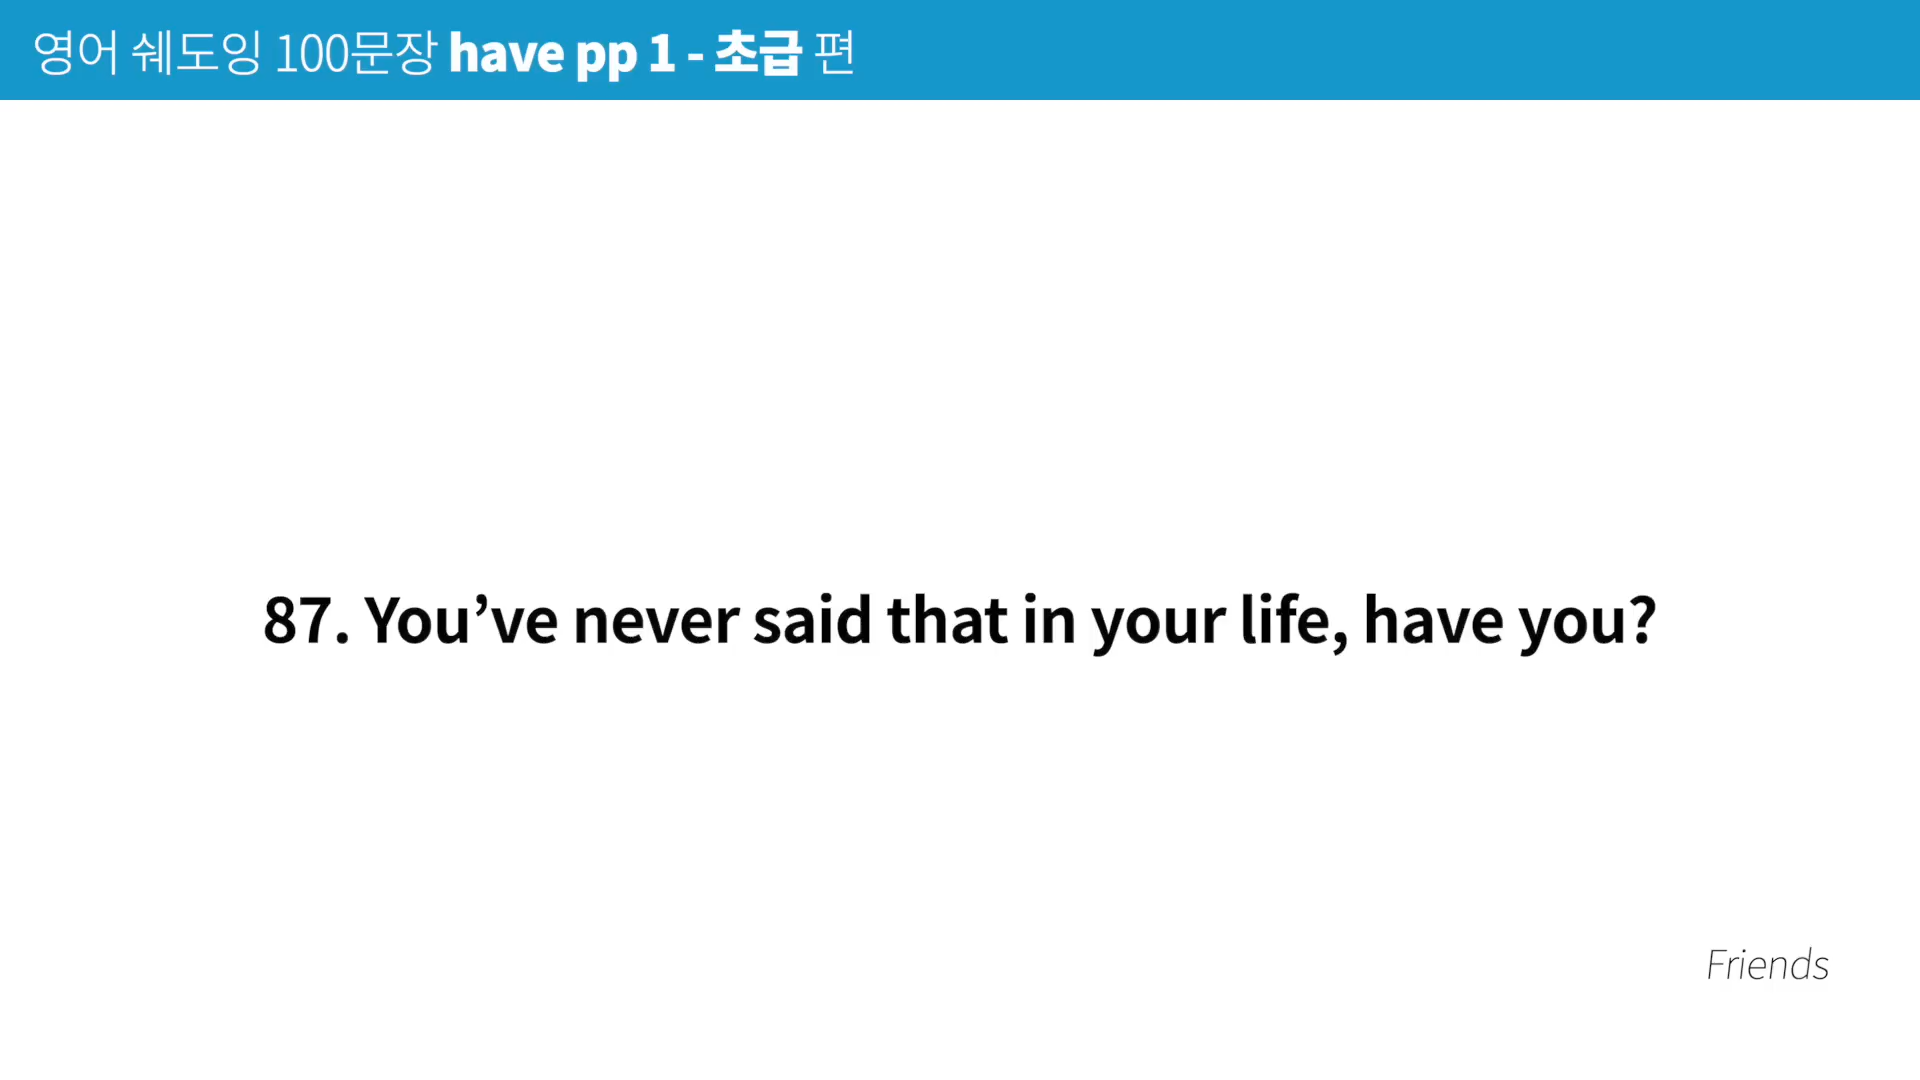 영어 쉐도잉 100문장 have pp 1 - 초급 편
87. You’ve never said that in your life, have you?
Friends